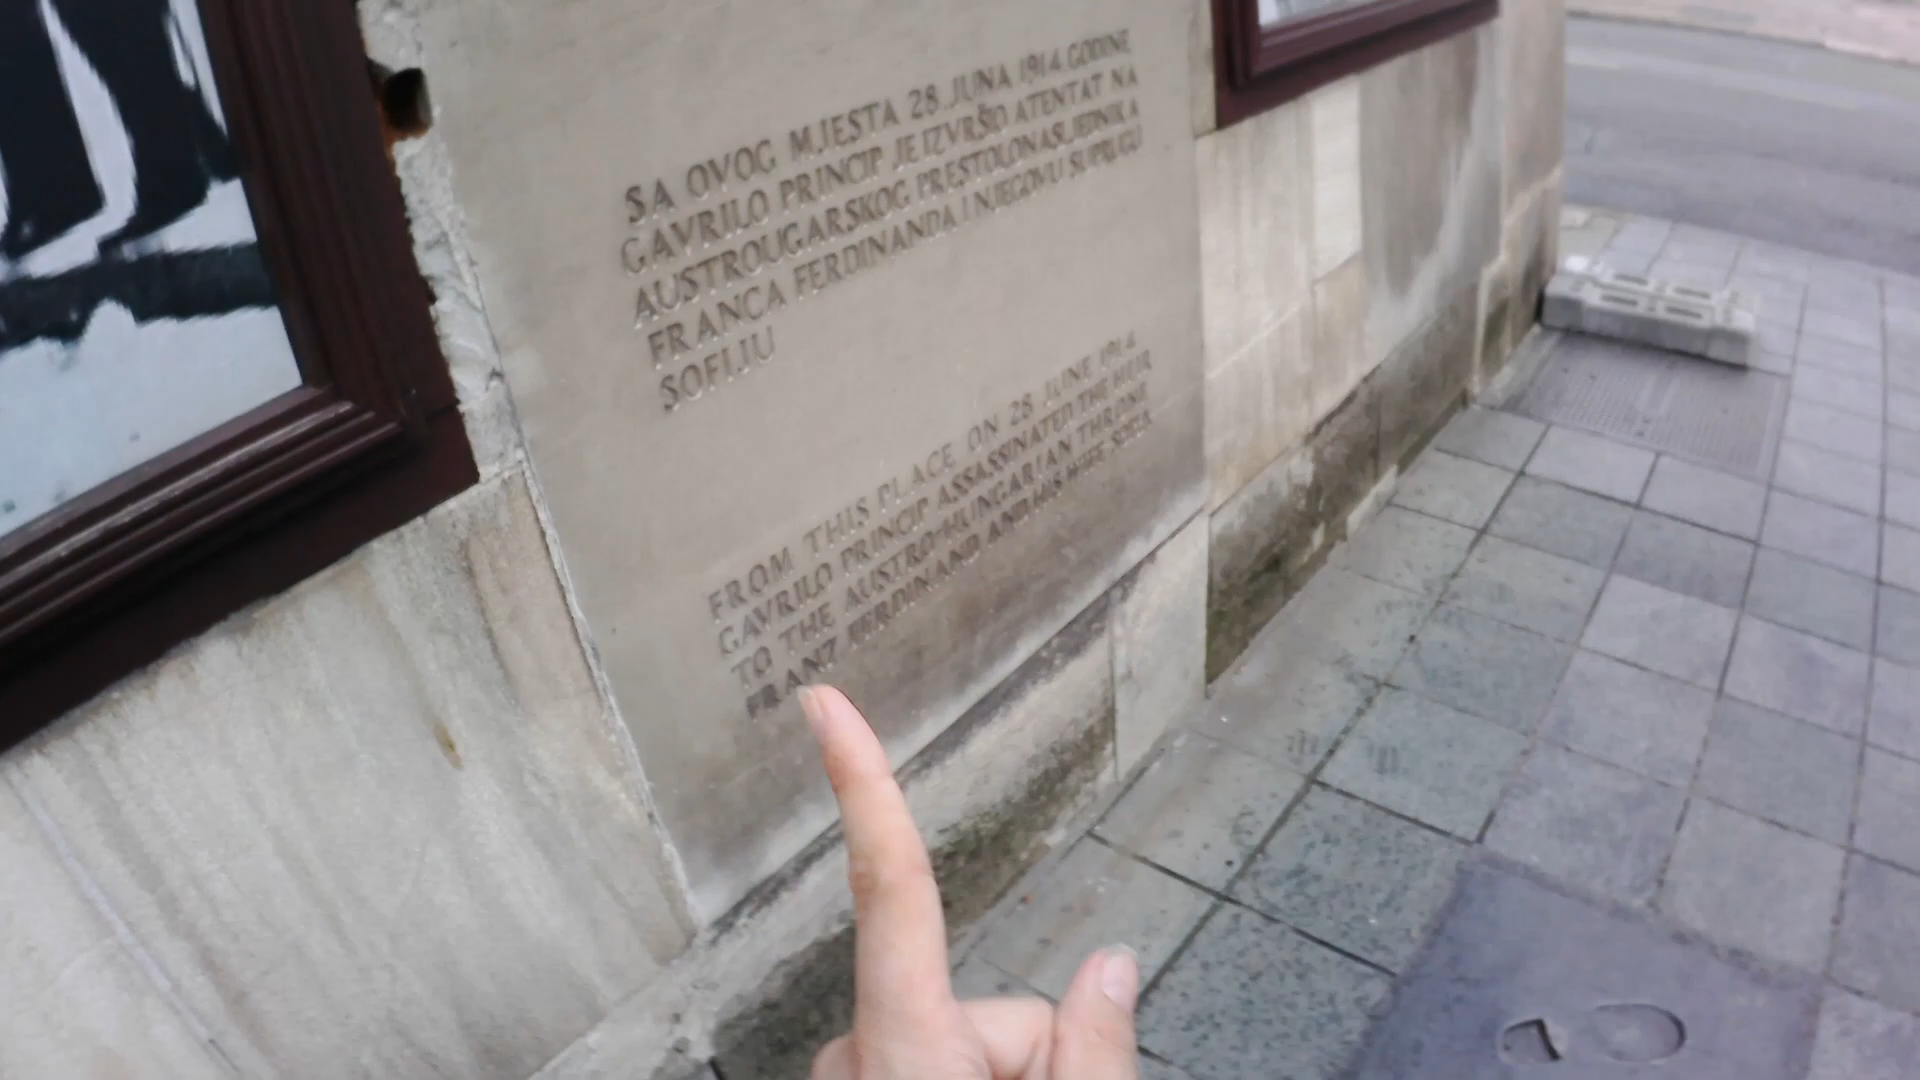 SA OVOG MJESTA 28. JUNA 1914. GODINE
GAVRILO PRINCIP JE IZVRŠIO ATENTAT NA
AUSTROUGARSKOG PRESTOLONASLJEDNIKA
FRANCA FERDINANDA I NJEGOVU SUPRUGU
SOFIJU
FROM THIS PLACE ON 28 JUNE 1914
GAVRILO PRINCIP ASSASSINATED THE HEIR
TO THE AUSTRO-HUNGARIAN THRONE
FRANZ FERDINAND AND HIS WIFE SOFIA